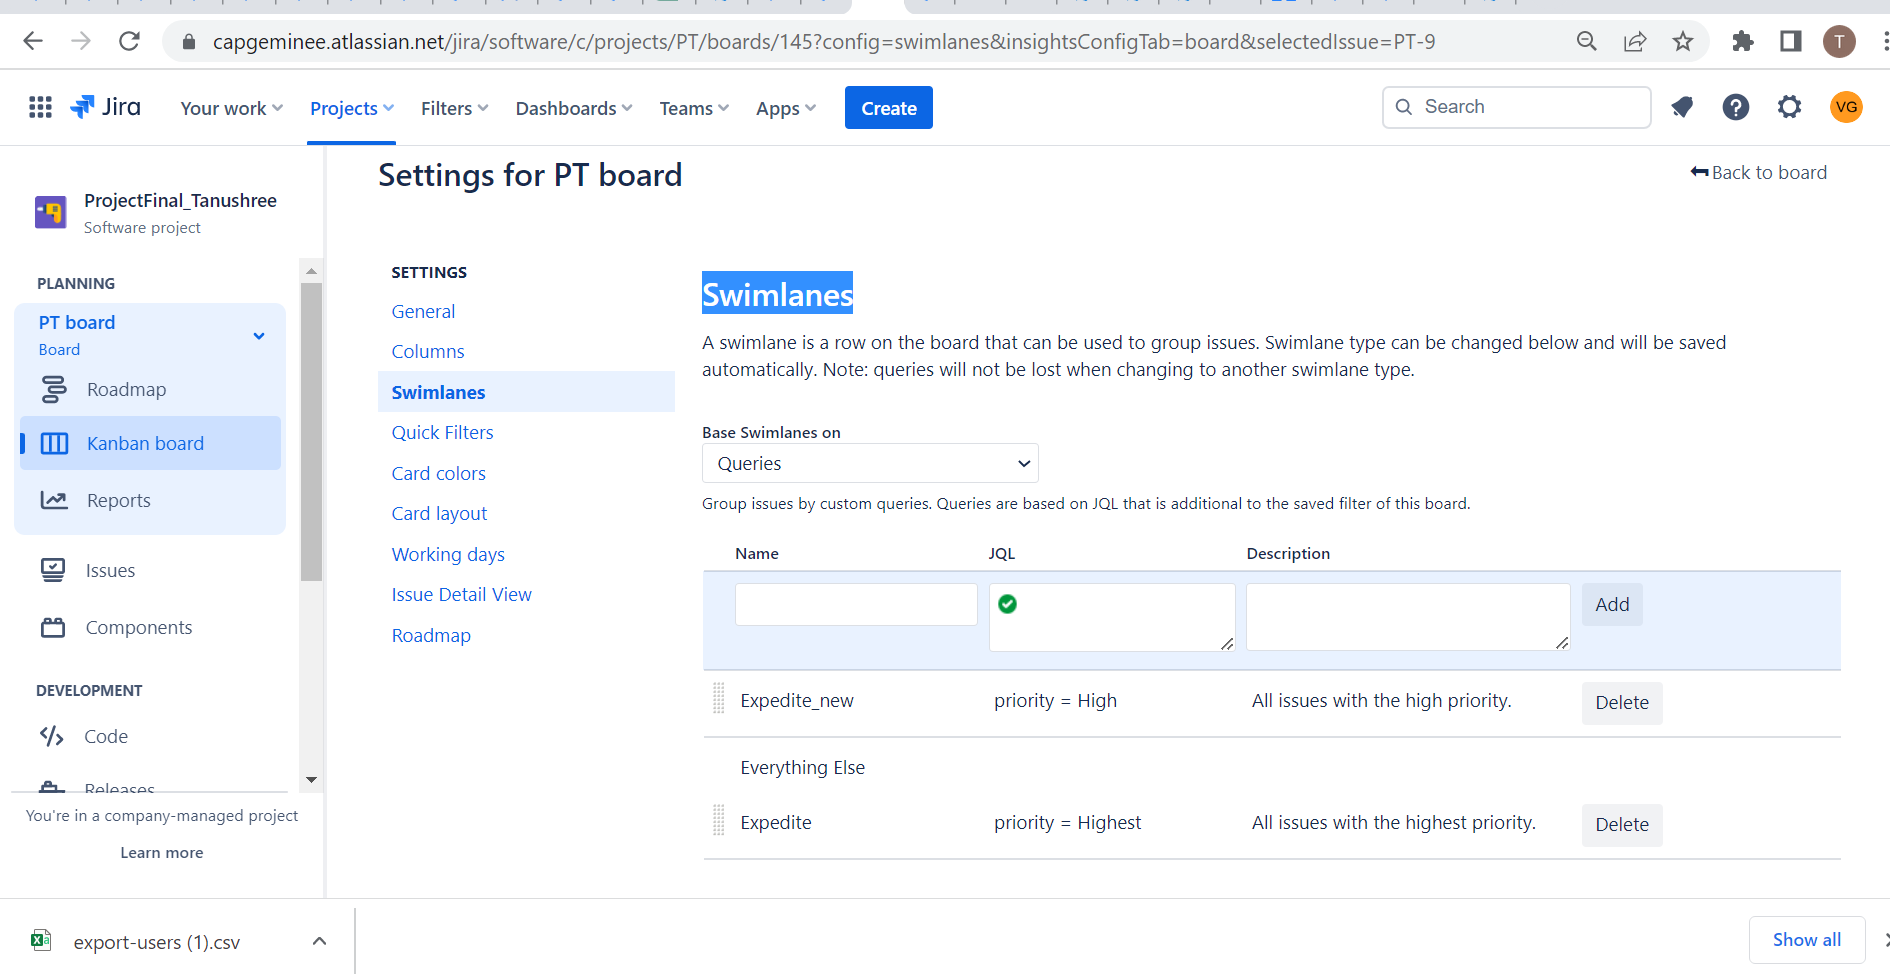 capgeminee.atlassian.net/jira/software/c/projects/PT/boards/145?config=swimlanes&insightsConfigTab=board&selectedIssue=PT-9
T
Jira
Your work
Projects
Filters
Dashboards
Teams
Apps
Create
Search
VG
ProjectFinal_Tanushree
Software project
PLANNING
PT board
Board
Roadmap
Kanban board
Reports
Issues
Components
DEVELOPMENT
Code
Releases
You're in a company-managed project
Learn more
Settings for PT board
Back to board
SETTINGS
General
Columns
Swimlanes
Quick Filters
Card colors
Card layout
Working days
Issue Detail View
Roadmap
Swimlanes
A swimlane is a row on the board that can be used to group issues. Swimlane type can be changed below and will be saved
automatically. Note: queries will not be lost when changing to another swimlane type.
Base Swimlanes on
Queries
Group issues by custom queries. Queries are based on JQL that is additional to the saved filter of this board.
Name JQL Description
Add
Expedite_new priority = High All issues with the high priority. Delete
Everything Else
Expedite priority = Highest All issues with the highest priority. Delete
export-users (1).csv
Show all